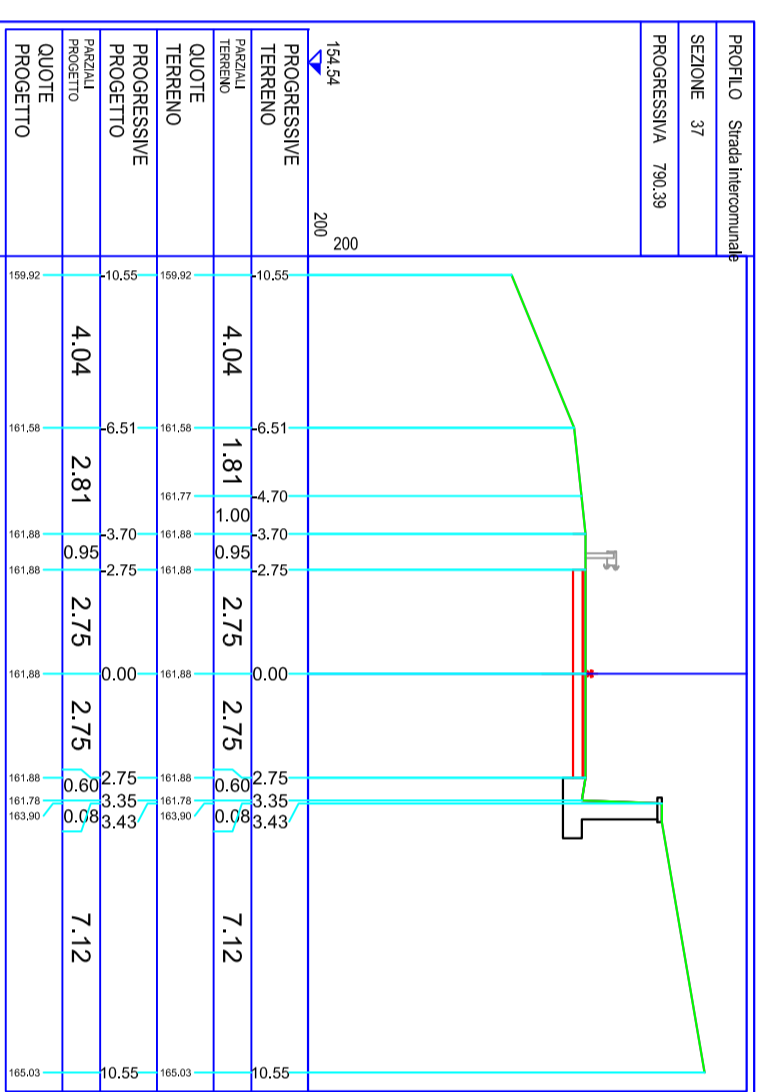 PROFILO Strada intercomunale
SEZIONE 37
PROGRESSIVA 790.39
200
200
154.54
PROGRESSIVE
TERRENO
-10.55 -6.51 -4.70 -3.70 -2.75 0.00 2.75 3.35 3.43 10.55
PARZIALI
TERRENO
4.04 1.81 1.00 0.95 2.75 2.75 0.60 0.08 7.12
QUOTE
TERRENO
159.92 161.58 161.77 161.88 161.88 161.88 161.88 161.78 163.90 165.03
PROGRESSIVE
PROGETTO
-10.55 -6.51 -3.70 -2.75 0.00 2.75 3.35 3.43 10.55
PARZIALI
PROGETTO
4.04 2.81 0.95 2.75 2.75 0.60 0.08 7.12
QUOTE
PROGETTO
159.92 161.58 161.88 161.88 161.88 161.88 161.78 163.90 165.03